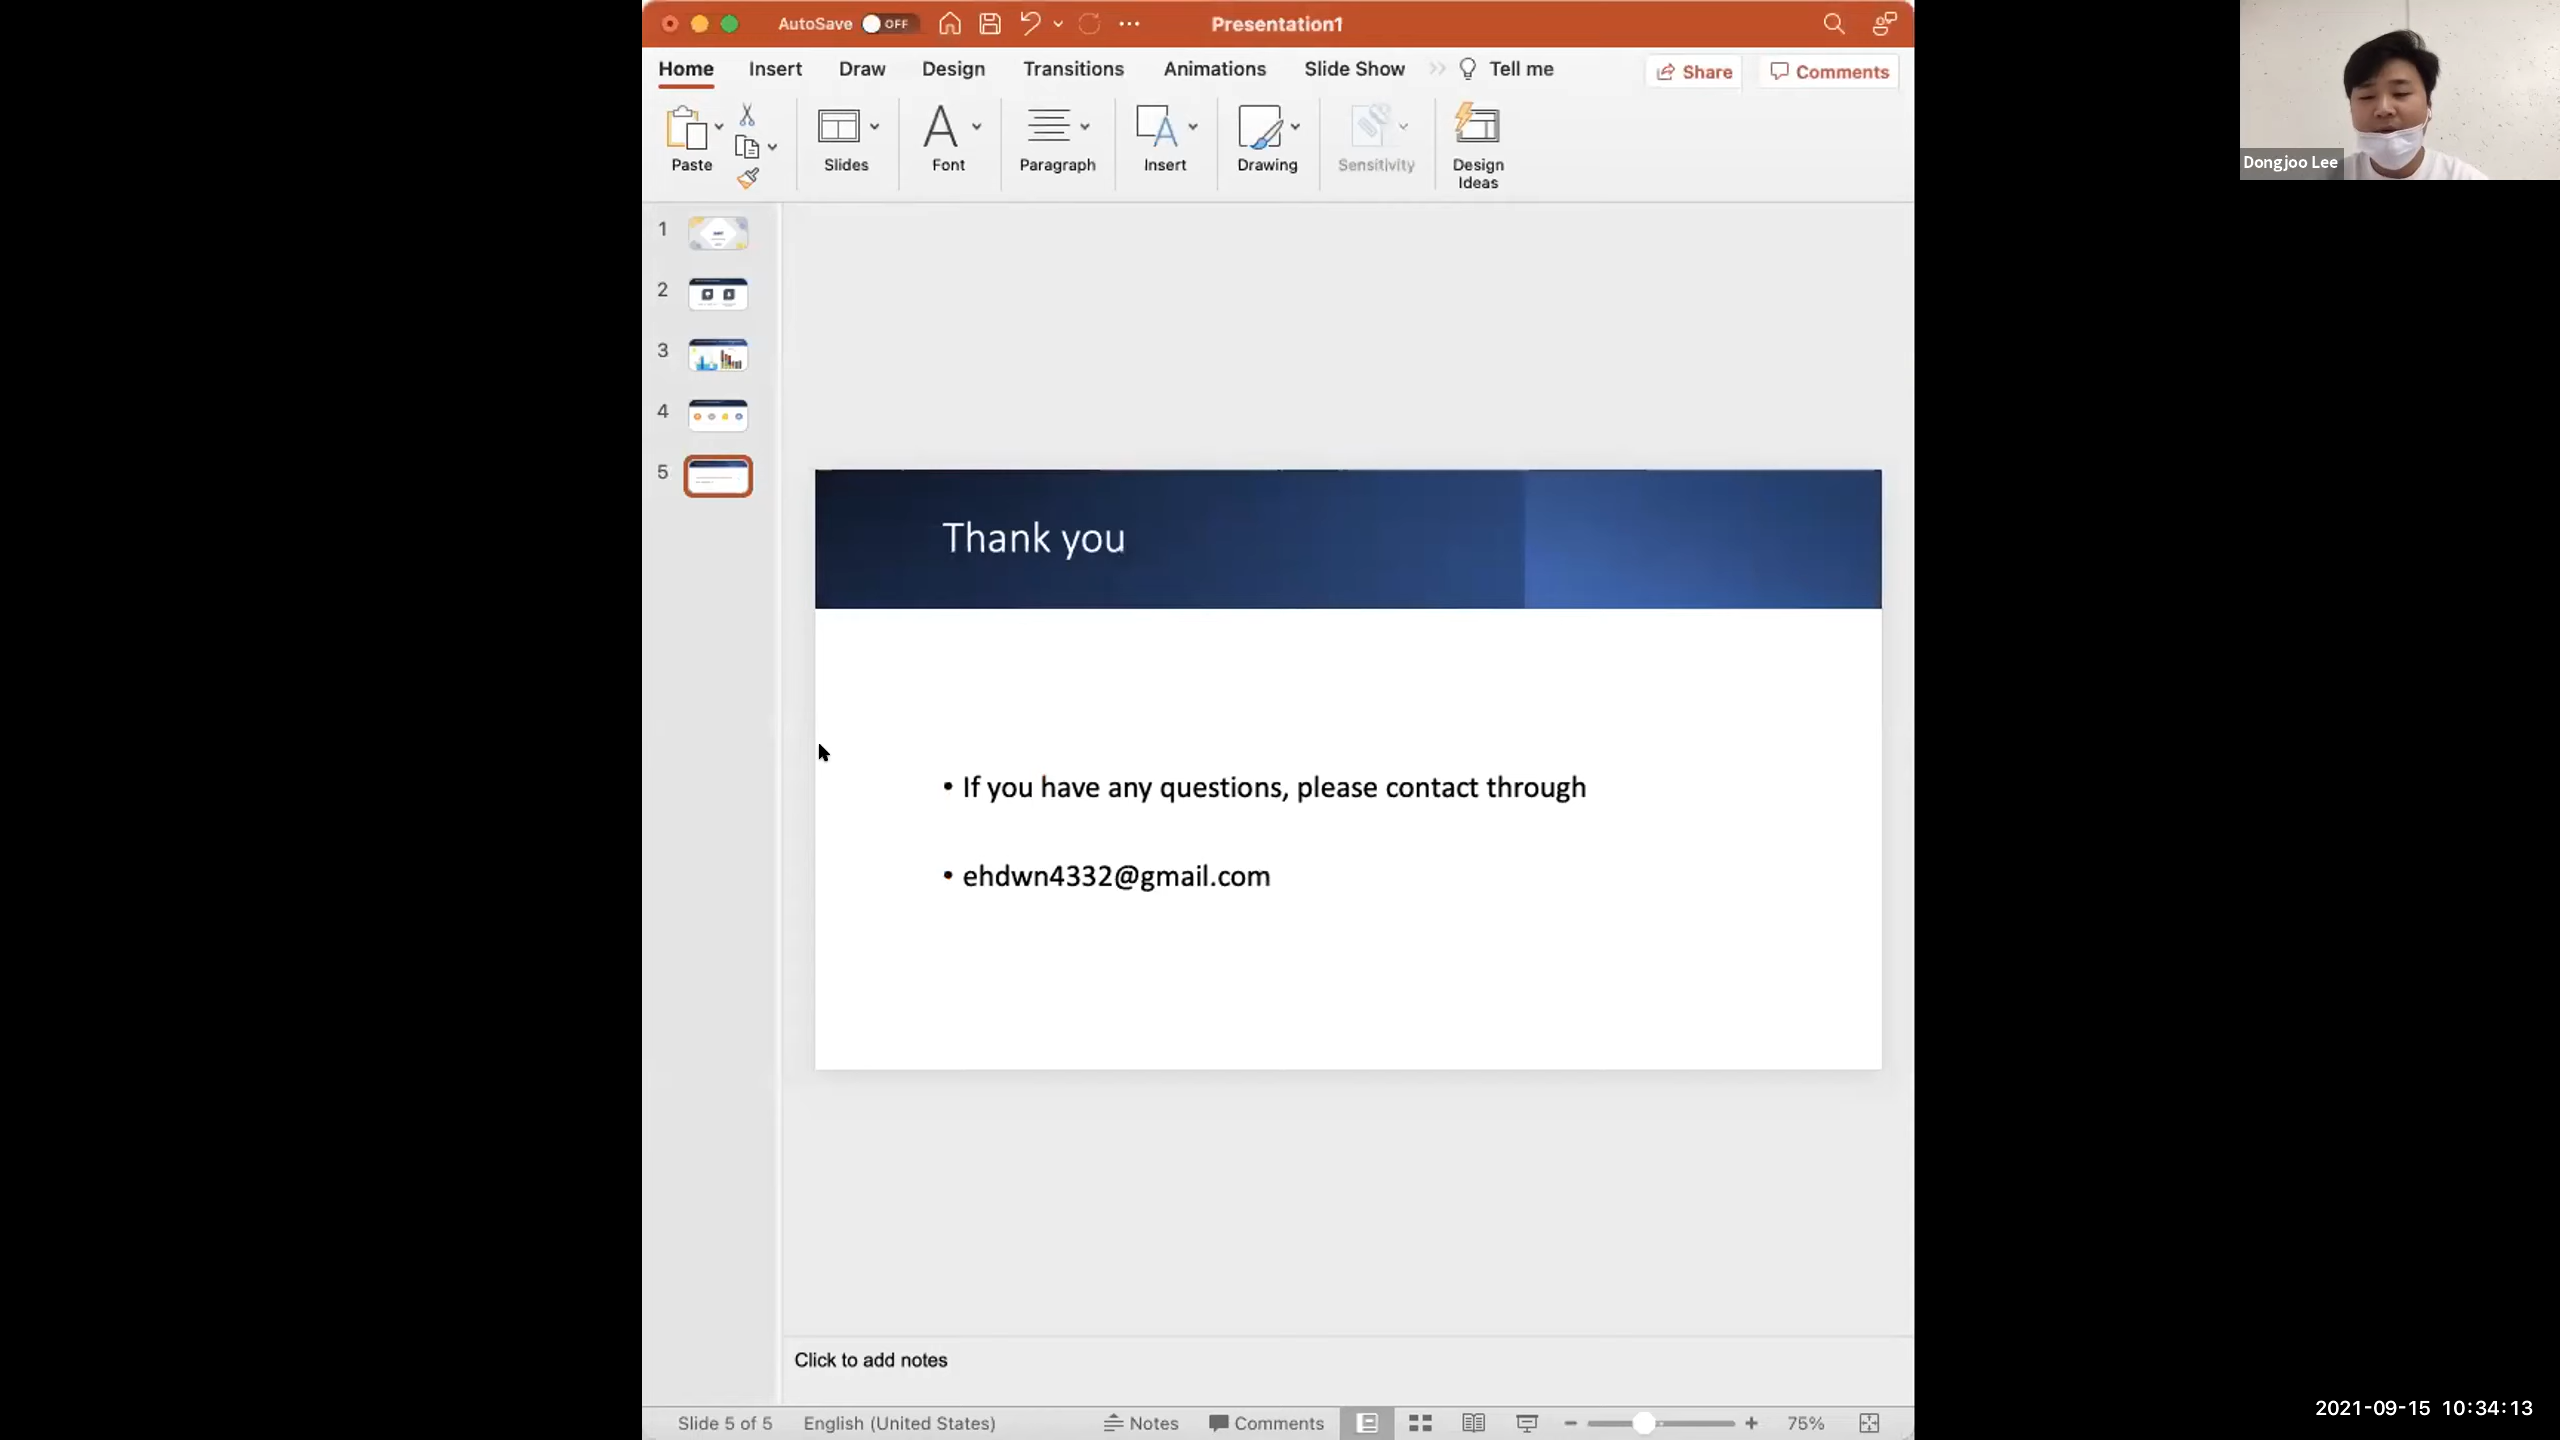 AutoSave OFF
Presentation1
Home Insert Draw Design Transitions Animations Slide Show Tell me Share Comments
Paste Slides Font Paragraph Insert Drawing Sensitivity Design Ideas
Dongjoo Lee
1
2
3
4
5
Thank you
• If you have any questions, please contact through
• ehdwn4332@gmail.com
Click to add notes
Slide 5 of 5 English (United States) Notes Comments 75%
2021-09-15 10:34:13